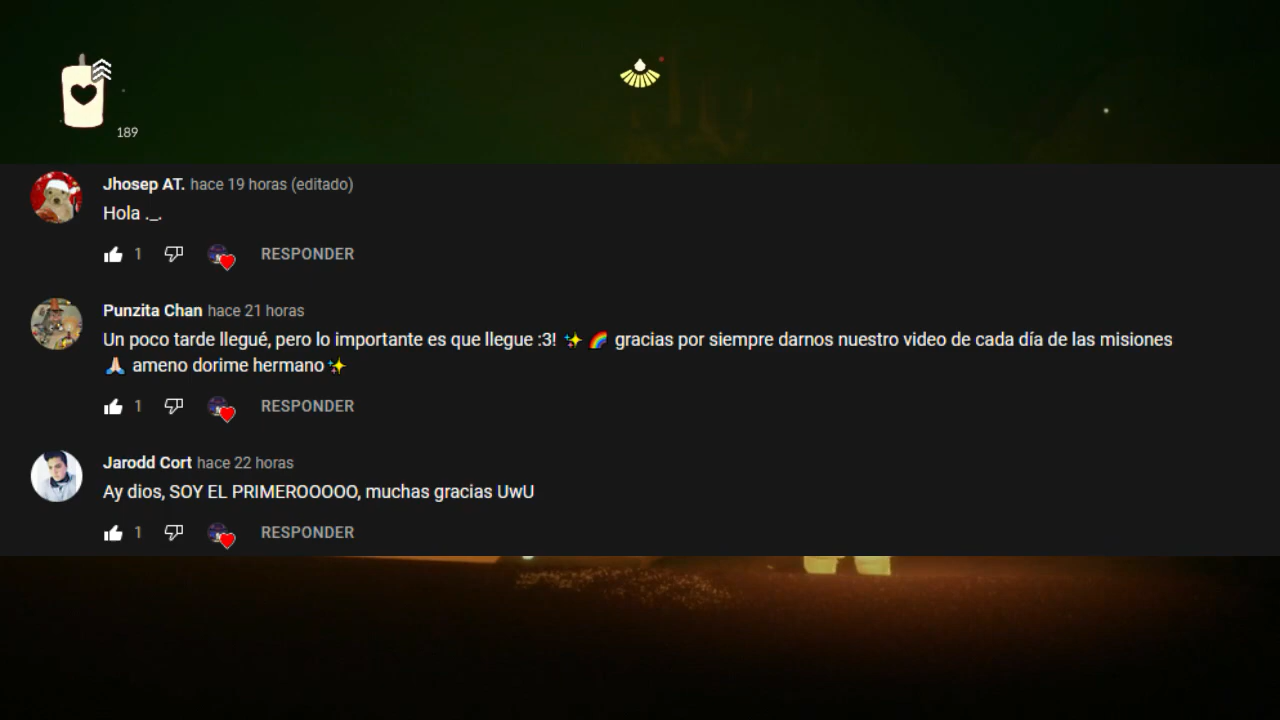 189
Jhosep AT. hace 19 horas (editado)
Hola ._.
1 RESPONDER
Punzita Chan hace 21 horas
Un poco tarde llegué, pero lo importante es que llegue :3! ✨ 🌈 gracias por siempre darnos nuestro video de cada día de las misiones
🙏🏻 ameno dorime hermano ✨
1 RESPONDER
Jarodd Cort hace 22 horas
Ay dios, SOY EL PRIMEROOOOO, muchas gracias UwU
1 RESPONDER